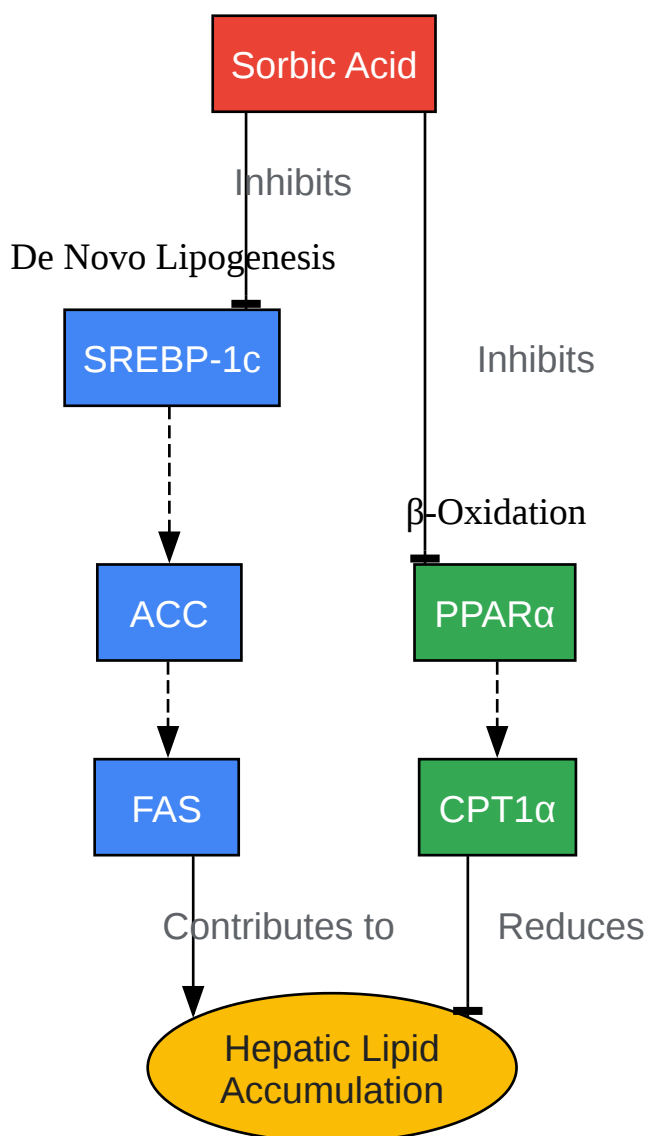 Sorbic Acid
Inhibits
De Novo Lipogenesis
SREBP-1c
Inhibits
β-Oxidation
ACC
PPARα
FAS
CPT1α
Contributes to
Reduces
Hepatic Lipid
Accumulation